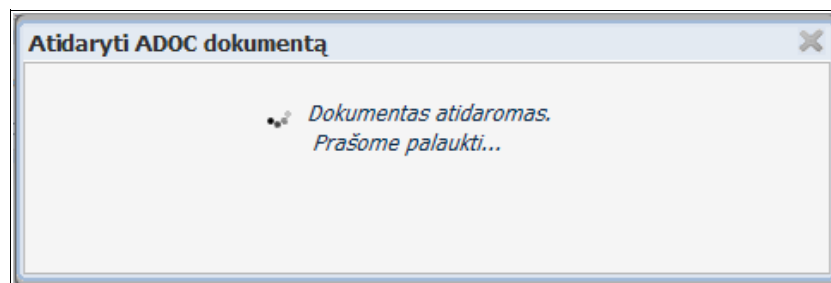 Atidaryti ADOC dokumentą
Dokumentas atidaromas.
Prašome palaukti...